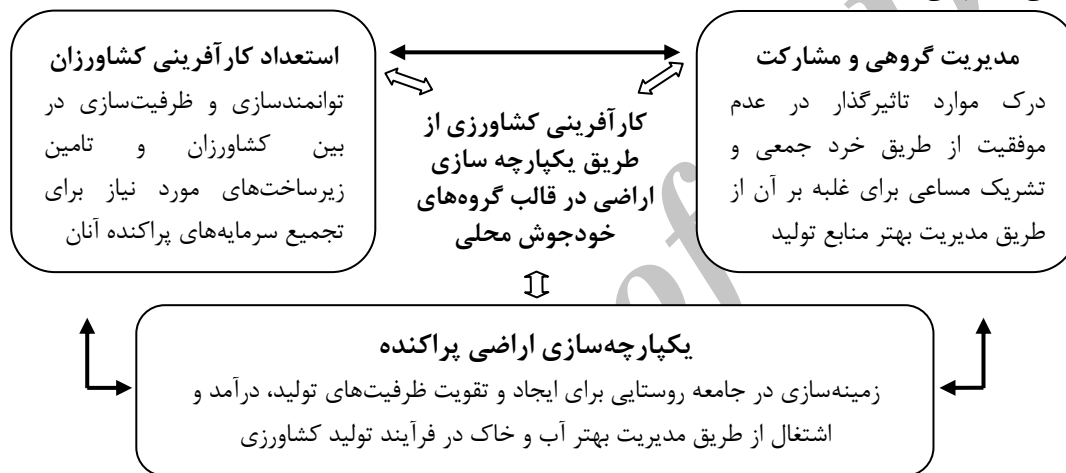 مدیریت گروهی و مشارکت
درک موارد تاثیرگذار در عدم
موفقیت از طریق خرد جمعی و
تشریک مساعی برای غلبه بر آن از
طریق مدیریت بهتر منابع تولید
کارآفرینی کشاورزی از
طریق یکپارچه سازی
اراضی در قالب گروه‌های
خودجوش محلی
استعداد کارآفرینی کشاورزان
توانمندسازی و ظرفیت‌سازی در
بین کشاورزان و تامین
زیرساخت‌های مورد نیاز برای
تجمیع سرمایه‌های پراکنده آنان
یکپارچه‌سازی اراضی پراکنده
زمینه‌سازی در جامعه روستایی برای ایجاد و تقویت ظرفیت‌های تولید، درآمد و
اشتغال از طریق مدیریت بهتر آب و خاک در فرآیند تولید کشاورزی